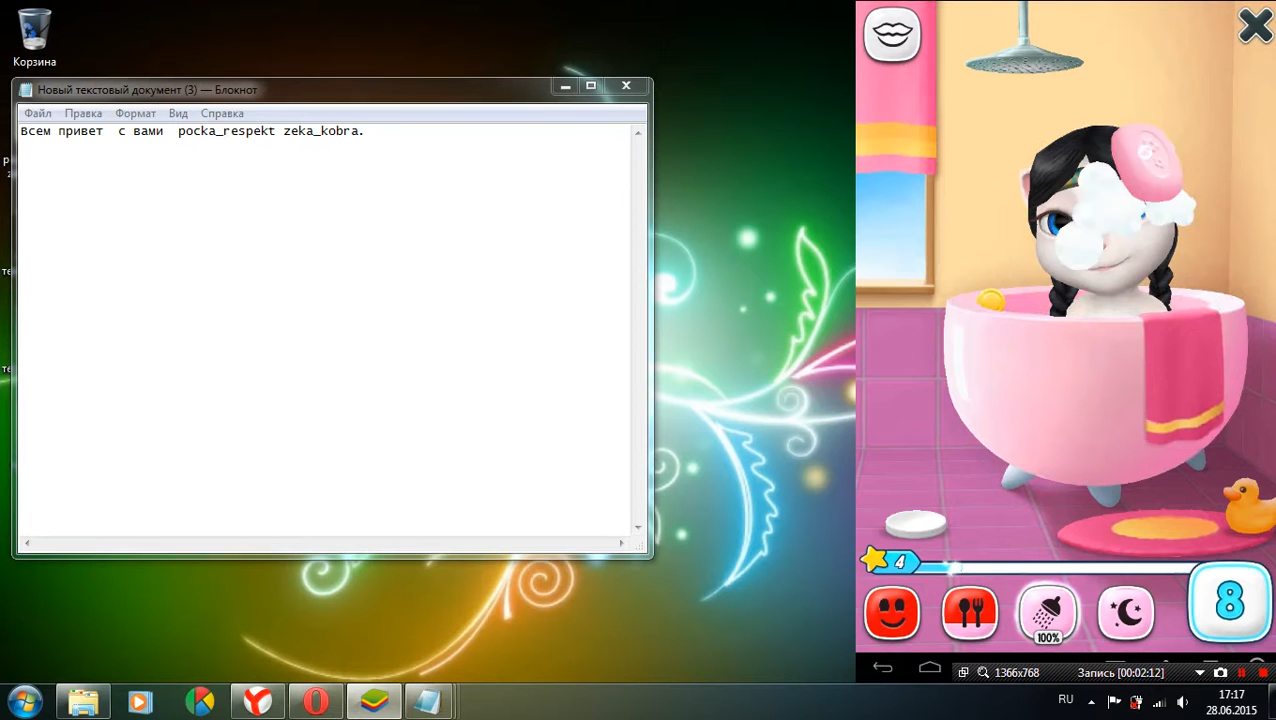 Корзина
Новый текстовый документ (3) — Блокнот
Файл Правка Формат Вид Справка
Всем привет с вами pocka_respekt zeka_kobra.
4
8
100%
1366x768
Запись [00:02:12]
RU
17:17
28.06.2015